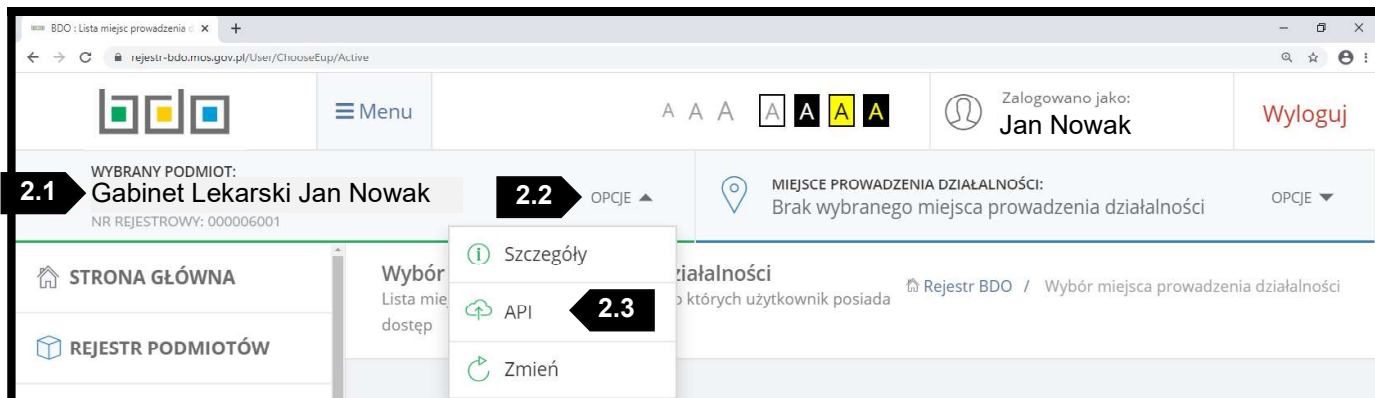 BDO : Lista miejsc prowadzenia d
rejestr-bdo.mos.gov.pl/User/ChooseEup/Active
bdo
Menu
A A A A A A A
Zalogowano jako:
Jan Nowak
Wyloguj
WYBRANY PODMIOT:
2.1 Gabinet Lekarski Jan Nowak
NR REJESTROWY: 000006001
2.2 OPCJE
MIEJSCE PROWADZENIA DZIAŁALNOŚCI:
Brak wybranego miejsca prowadzenia działalności
OPCJE
STRONA GŁÓWNA
REJESTR PODMIOTÓW
Szczegóły
API 2.3
Zmień
Wybór ziałalności
Lista mie o których użytkownik posiada
dostęp
Rejestr BDO / Wybór miejsca prowadzenia działalności